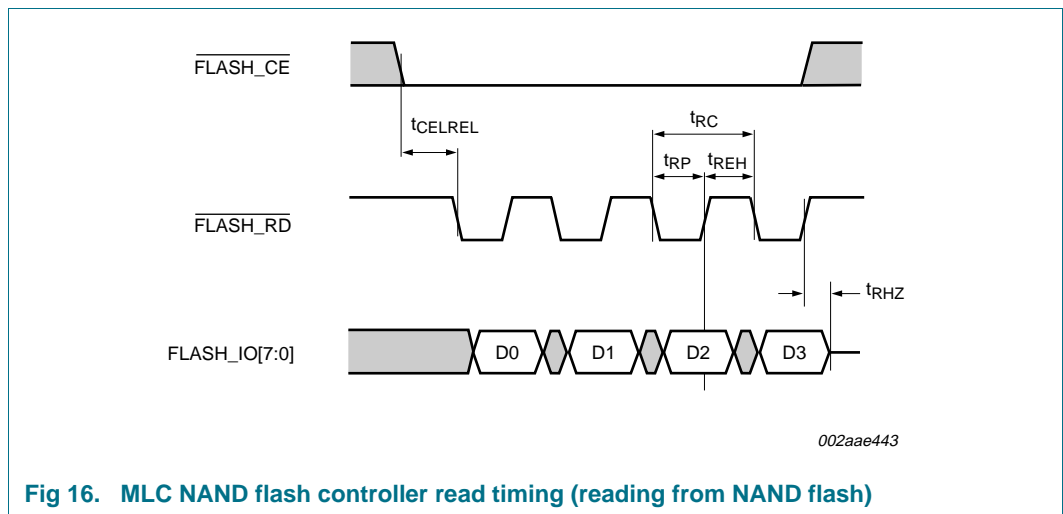 FLASH_CE
tCELREL
tRC
tRP
tREH
FLASH_RD
tRHZ
FLASH_IO[7:0]
D0
D1
D2
D3
002aae443
Fig 16. MLC NAND flash controller read timing (reading from NAND flash)